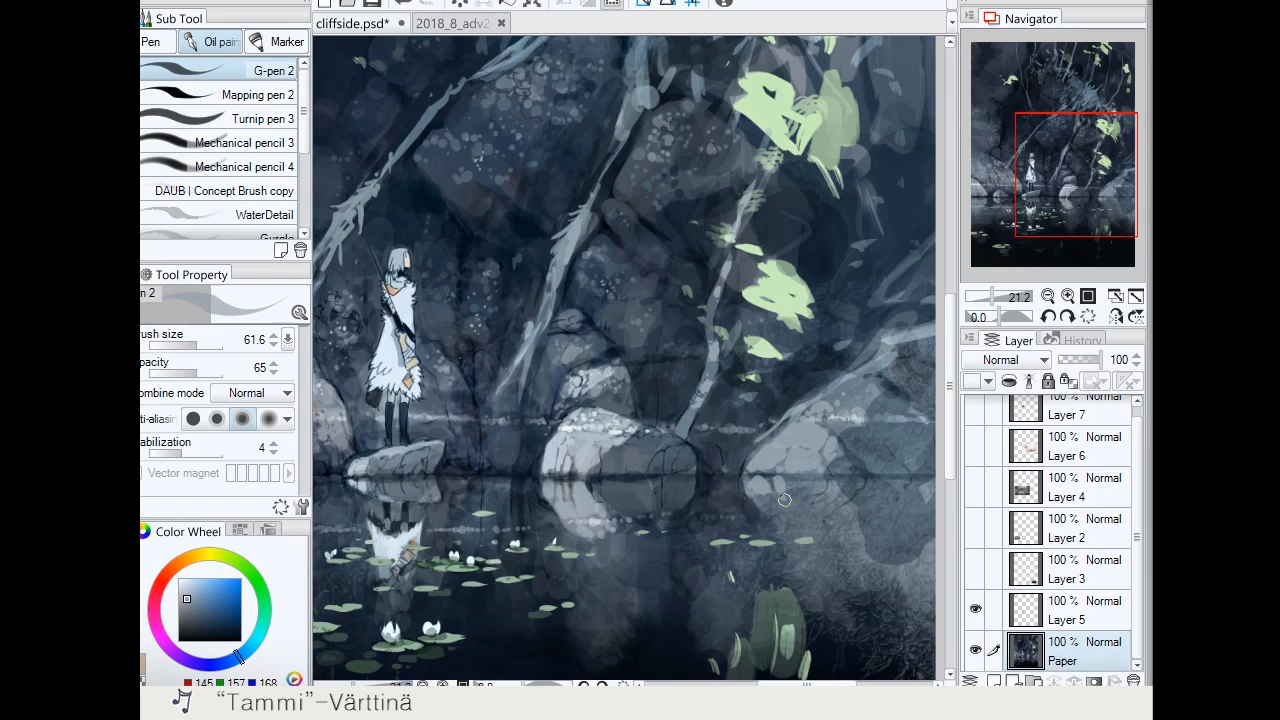 Sub Tool
Pen
Oil pain
Marker
G-pen 2
Mapping pen 2
Turnip pen 3
Mechanical pencil 3
Mechanical pencil 4
DAUB | Concept Brush copy
WaterDetail
Gurgle
Tool Property
n 2
rush size
61.6
pacity
65
ombine mode
Normal
ti-aliasin
abilization
4
Vector magnet
Color Wheel
145 157 168
cliffside.psd*
2018_8_adv2
Navigator
21.2
0.0
Layer
History
Normal
100
100 % Normal
Layer 7
100 % Normal
Layer 6
100 % Normal
Layer 4
100 % Normal
Layer 2
100 % Normal
Layer 3
100 % Normal
Layer 5
100 % Normal
Paper
"Tammi"-Värttinä